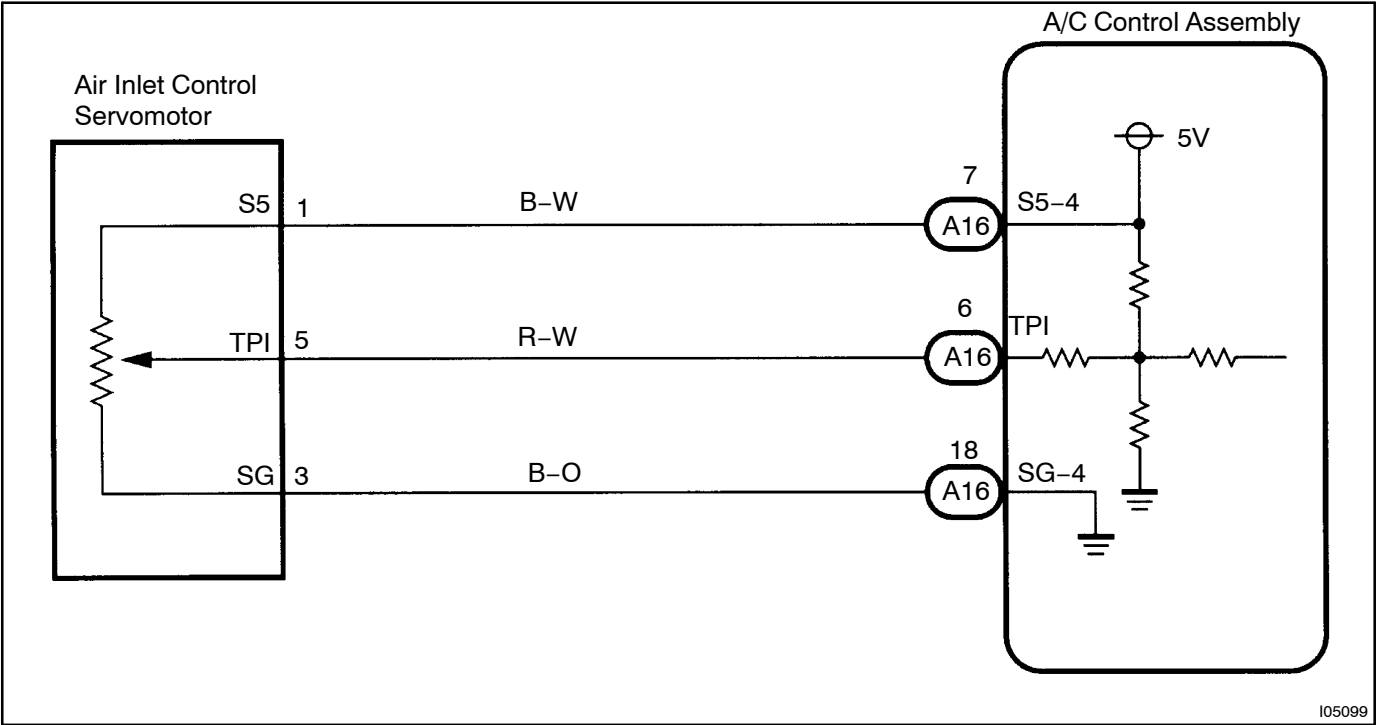 A/C Control Assembly
Air Inlet Control
Servomotor
5V
S5 1 B–W 7 A16 S5–4
TPI 5 R–W 6 A16 TPI
SG 3 B–O 18 A16 SG–4
I05099